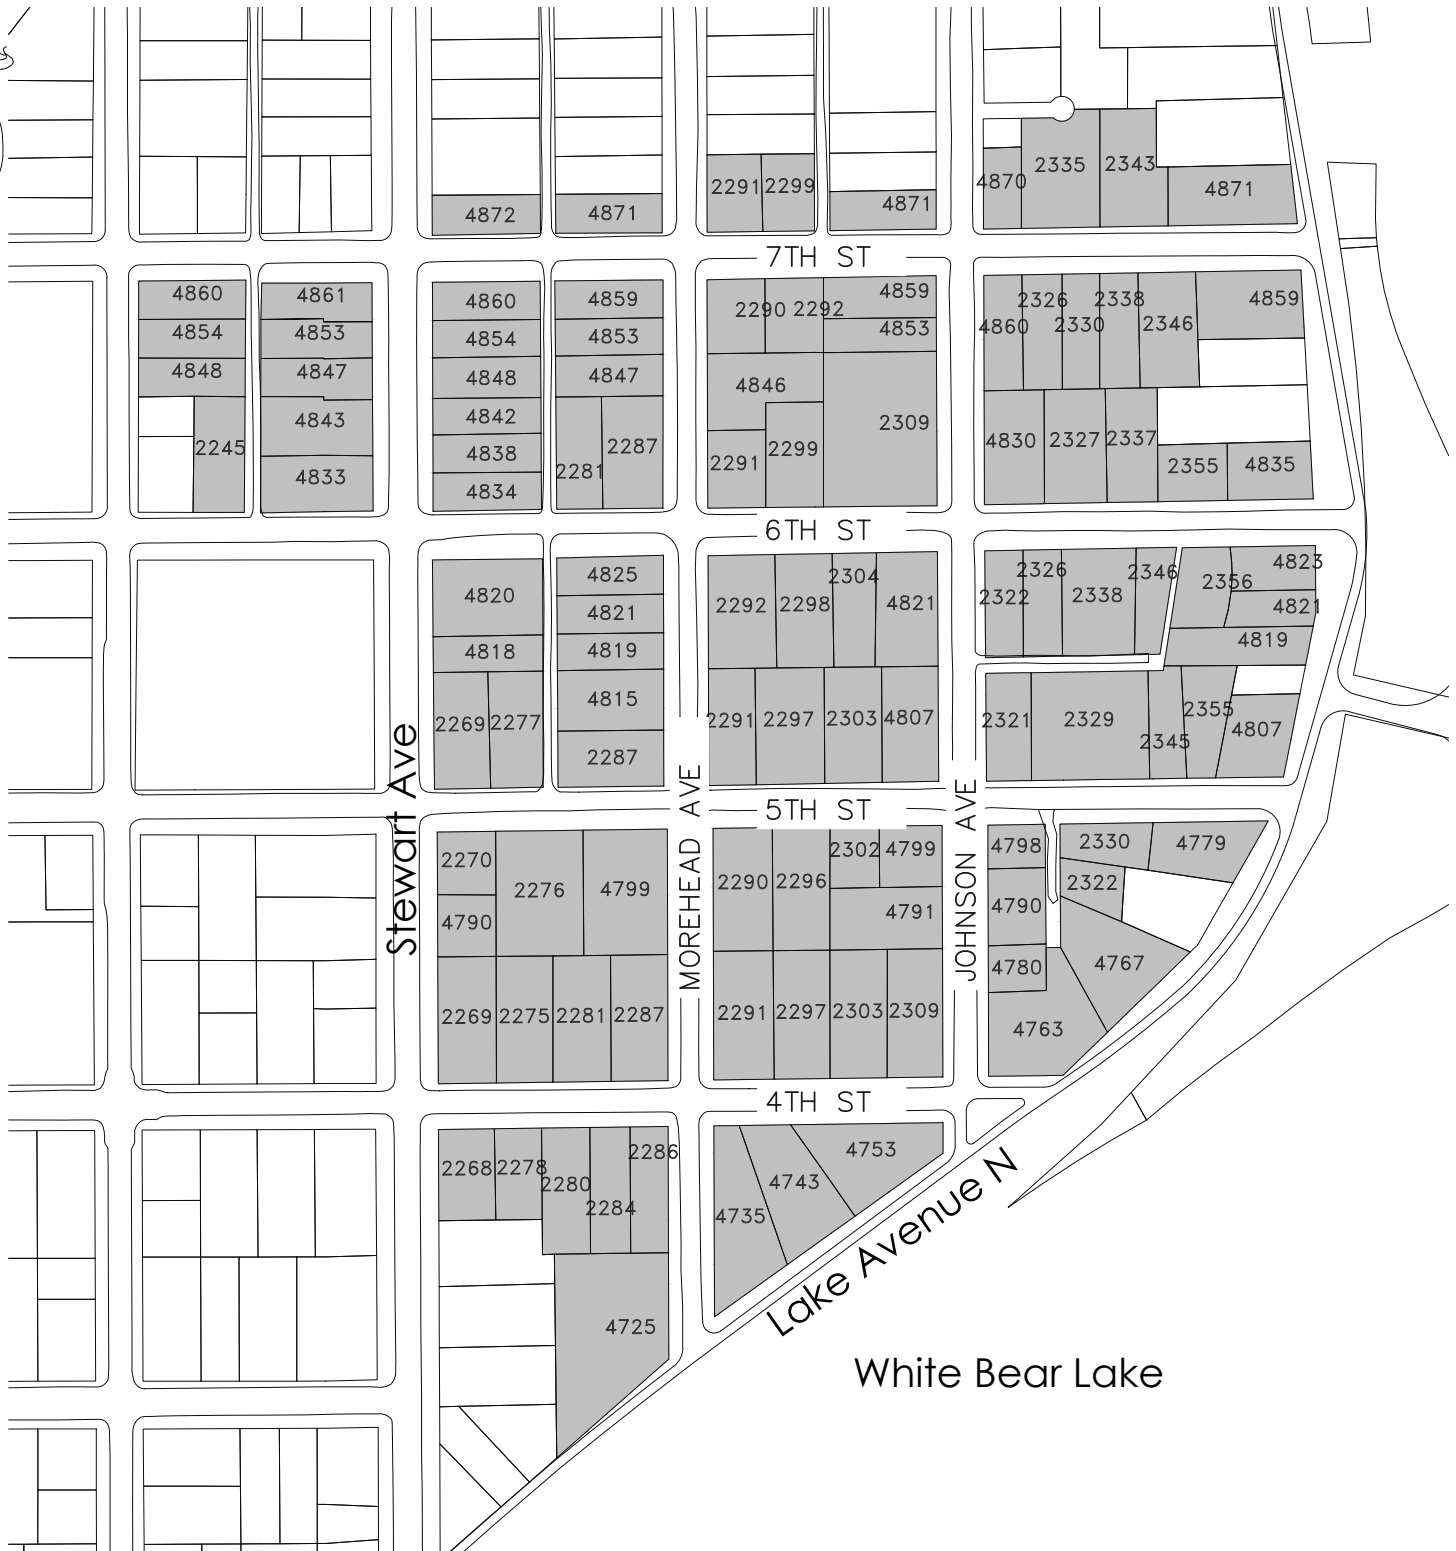 2335 2343
4870 4871
2291 2299
4872 4871 4871
7TH ST
4860 4861 4860 4859 2290 2292 4859 2326 2338 4859
4854 4853 4854 4853 4853 4860 2330 2346
4848 4847 4848 4847 4846
2245 4843 4842 2281 2287 2299 2309 4830 2327 2337
4833 4838 2291 2355 4835
4834
6TH ST
4820 4825 2292 2298 2304 4821 2322 2326 2338 2346 2356 4823
4821 4821
4818 4819 4819
2269 2277 4815 2291 2297 2303 4807 2321 2329 2345 2355 4807
2287
Stewart Ave
MOREHEAD AVE
JOHNSON AVE
5TH ST
2270 2276 4799 2290 2296 2302 4799 4798 2330 4779
4790 4791 4790 2322
4780 4767
2269 2275 2281 2287 2291 2297 2303 2309 4763
4TH ST
2268 2278 2280 2284 2286 4735 4743 4753
4725
Lake Avenue N
White Bear Lake